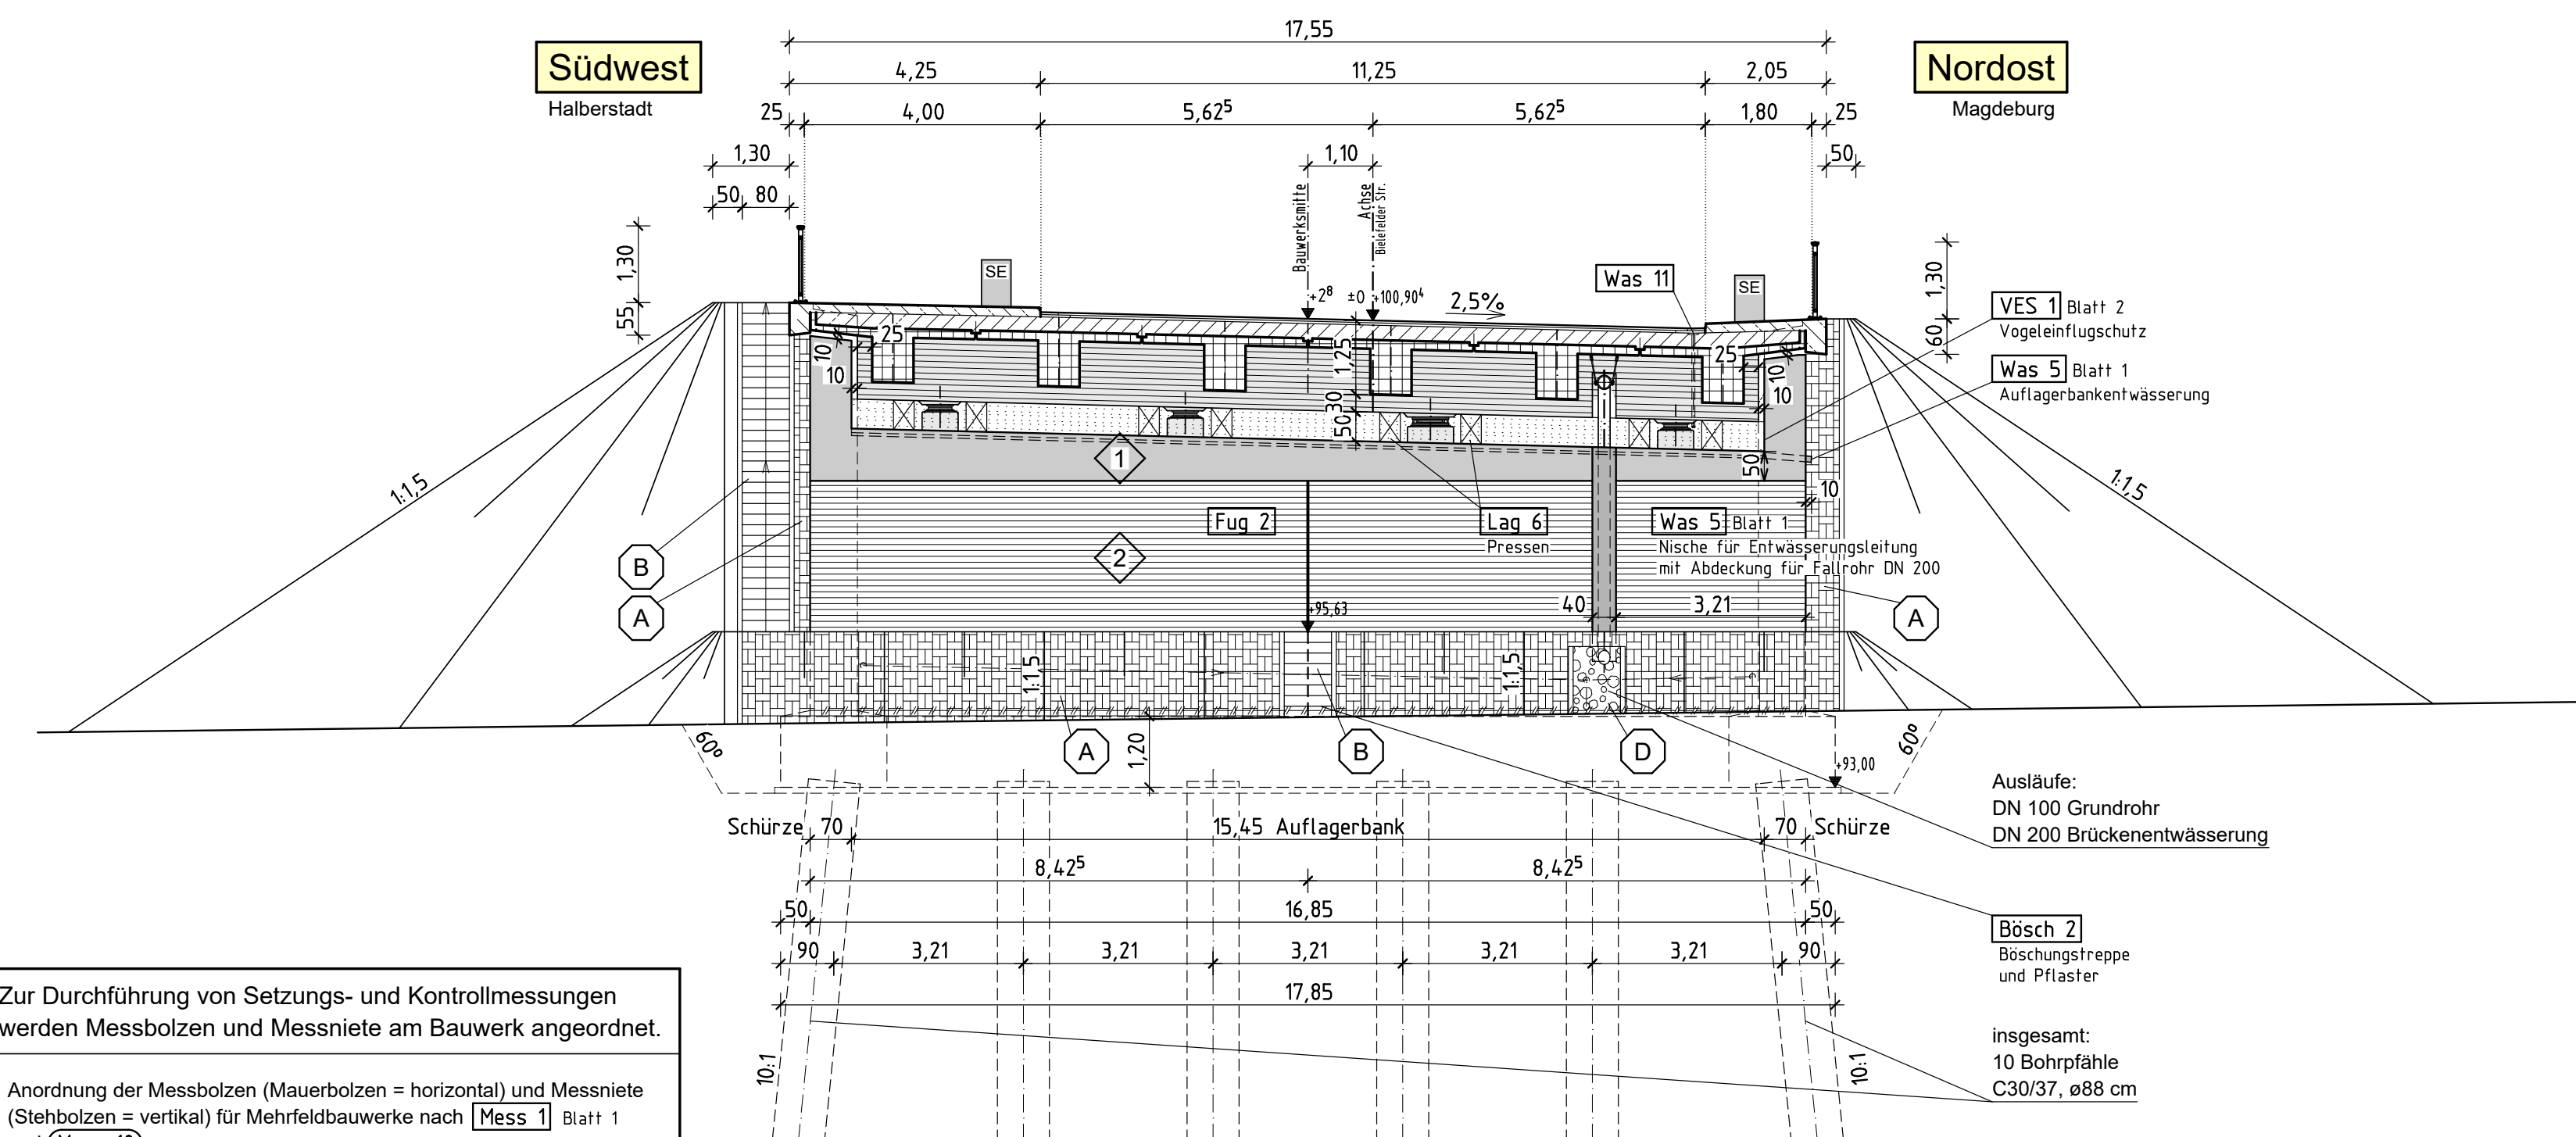 17,55
Südwest
Nordost
4,25 11,25 2,05
Halberstadt
Magdeburg
25 4,00 5,62⁵ 5,62⁵ 1,80 25
1,30 1,10 50
50 80
Bauwerksmitte
Achse
Bielefelder Str.
1,30
55
SE
+2⁸ ±0 +100,90⁴ 2,5%
Was 11
SE
1,30
60
VES 1 Blatt 2
Vogeleinflugschutz
Was 5 Blatt 1
Auflagerbankentwässerung
10 25
10
1,25
30
50
25 10
10
1:1,5
1
50
10
1:1,5
Fug 2
Lag 6
Pressen
Was 5 Blatt 1
Nische für Entwässerungsleitung
mit Abdeckung für Fallrohr DN 200
2
B
A
+95,63
40 3,21
A
1:1,5
1:1,5
60º
A
1,20
B
D
+93,00
60º
Ausläufe:
DN 100 Grundrohr
DN 200 Brückenentwässerung
Schürze 70 15,45 Auflagerbank 70 Schürze
8,42⁵ 8,42⁵
50 16,85 50
Bösch 2
Böschungstreppe
und Pflaster
90 3,21 3,21 3,21 3,21 3,21 90
17,85
Zur Durchführung von Setzungs- und Kontrollmessungen
werden Messbolzen und Messniete am Bauwerk angeordnet.
10:1
10:1
insgesamt:
10 Bohrpfähle
C30/37, ø88 cm
Anordnung der Messbolzen (Mauerbolzen = horizontal) und Messniete
(Stehbolzen = vertikal) für Mehrfeldbauwerke nach Mess 1 Blatt 1